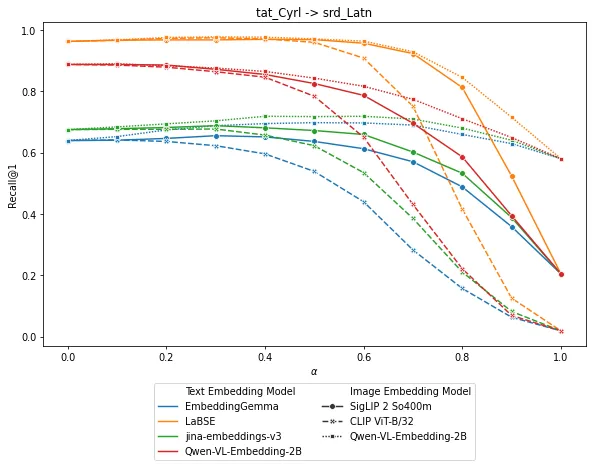 tat_Cyrl -> srd_Latn
Recall@1
1.0
0.8
0.6
0.4
0.2
0.0
0.0 0.2 0.4 0.6 0.8 1.0
α
Text Embedding Model
EmbeddingGemma
LaBSE
jina-embeddings-v3
Qwen-VL-Embedding-2B
Image Embedding Model
SigLIP 2 So400m
CLIP ViT-B/32
Qwen-VL-Embedding-2B